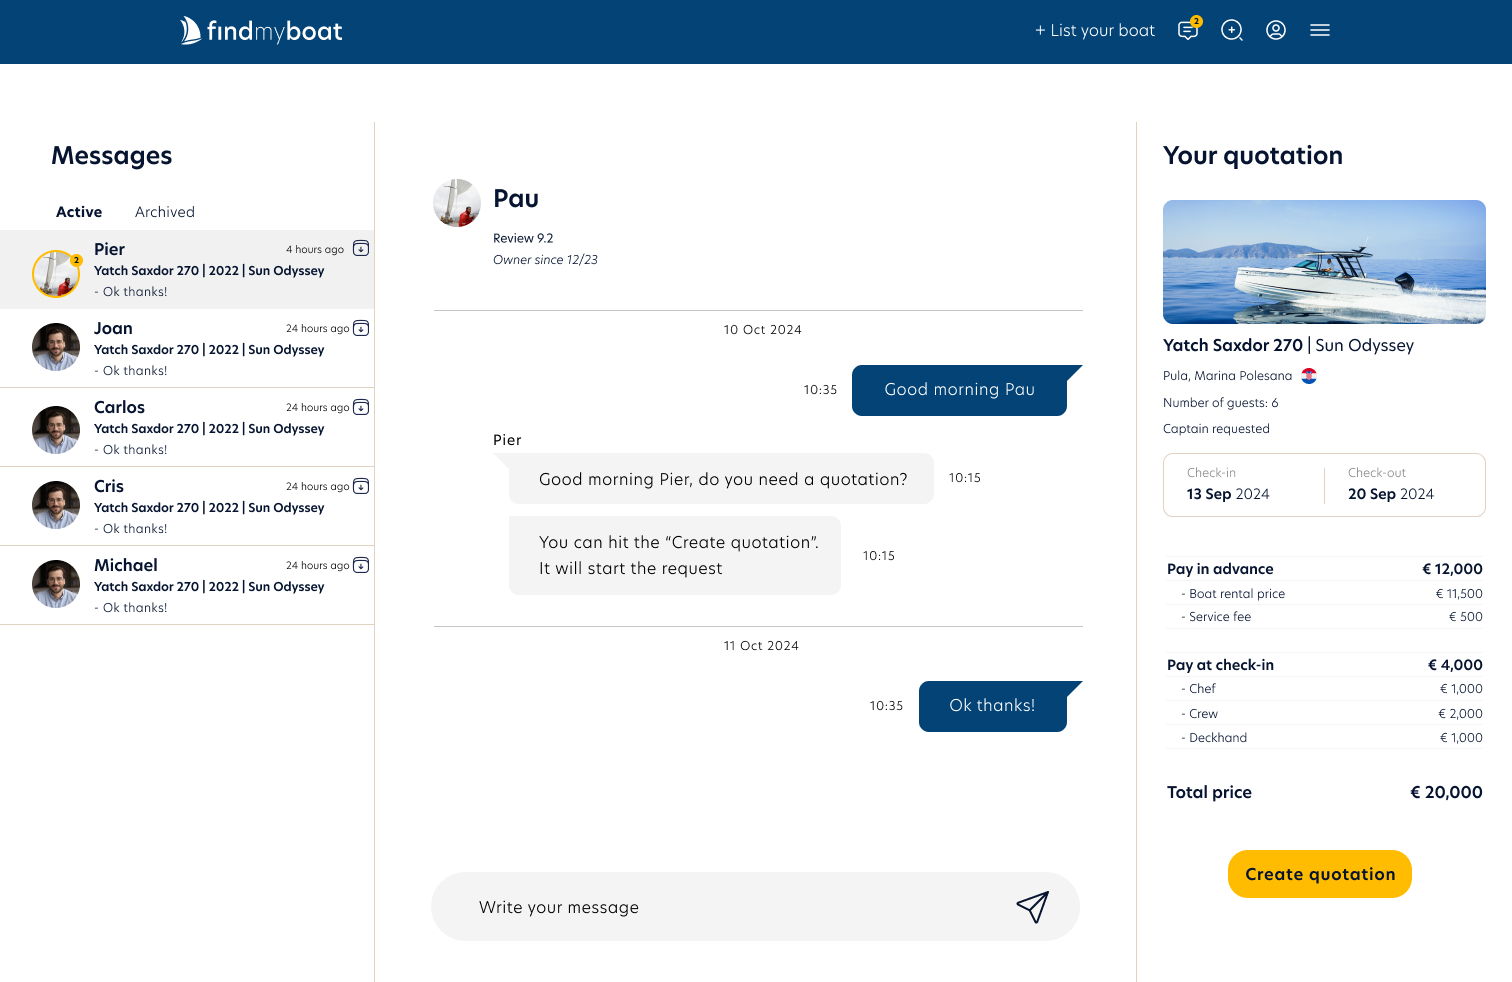 findmyboat
+ List your boat
2
Messages
Active
Archived
Pier
4 hours ago
2
Yatch Saxdor 270 | 2022 | Sun Odyssey
- Ok thanks!
Joan
24 hours ago
Yatch Saxdor 270 | 2022 | Sun Odyssey
- Ok thanks!
Carlos
24 hours ago
Yatch Saxdor 270 | 2022 | Sun Odyssey
- Ok thanks!
Cris
24 hours ago
Yatch Saxdor 270 | 2022 | Sun Odyssey
- Ok thanks!
Michael
24 hours ago
Yatch Saxdor 270 | 2022 | Sun Odyssey
- Ok thanks!
Pau
Review 9.2
Owner since 12/23
10 Oct 2024
10:35
Good morning Pau
Pier
Good morning Pier, do you need a quotation?
10:15
You can hit the “Create quotation”.
It will start the request
10:15
11 Oct 2024
10:35
Ok thanks!
Write your message
Your quotation
Yatch Saxdor 270 | Sun Odyssey
Pula, Marina Polesana
Number of guests: 6
Captain requested
Check-in
13 Sep 2024
Check-out
20 Sep 2024
Pay in advance € 12,000
- Boat rental price € 11,500
- Service fee € 500
Pay at check-in € 4,000
- Chef € 1,000
- Crew € 2,000
- Deckhand € 1,000
Total price € 20,000
Create quotation